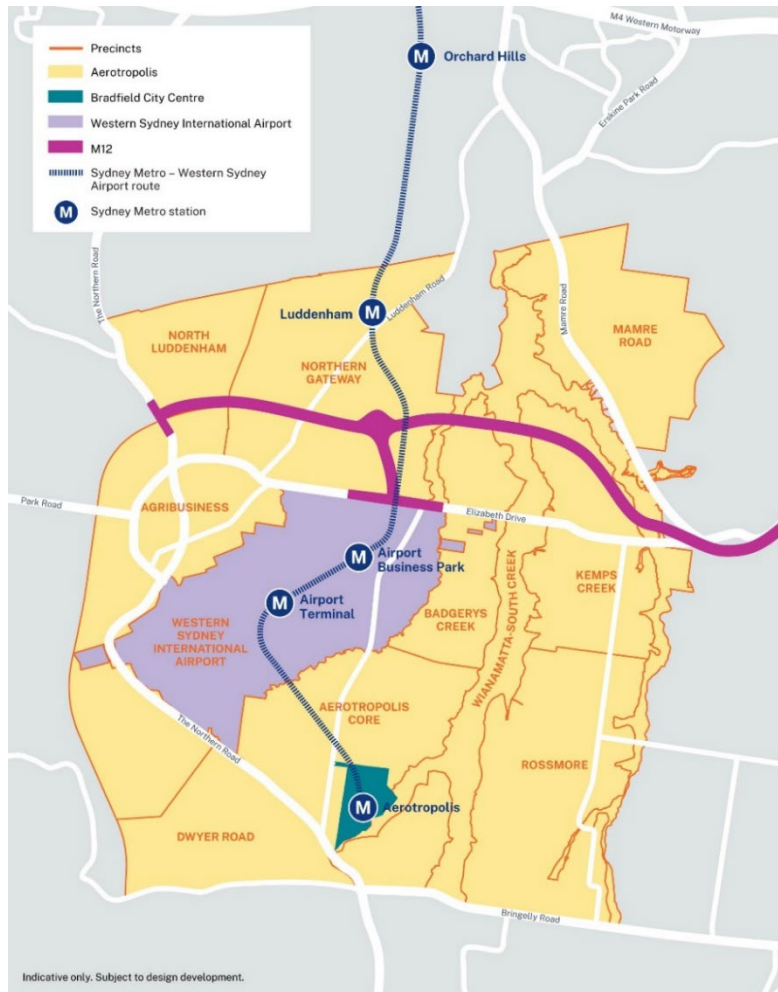 Precincts
Aerotropolis
Bradfield City Centre
Western Sydney International Airport
M12
Sydney Metro – Western Sydney
Airport route
M
Sydney Metro station
M4 Western Motorway
M
Orchard Hills
Erskine Park Road
The Northern Road
Luddenham
M
Luddenham Road
Mamre Road
NORTH
LUDDENHAM
NORTHERN
GATEWAY
MAMRE
ROAD
Park Road
AGRIBUSINESS
Elizabeth Drive
M
Airport
Business Park
M
Airport
Terminal
KEMPS
CREEK
BADGERYS
CREEK
WIANAMATTA-SOUTH CREEK
WESTERN
SYDNEY
INTERNATIONAL
AIRPORT
The Northern Road
AEROTROPOLIS
CORE
ROSSMORE
M
Aerotropolis
DWYER ROAD
Bringelly Road
Indicative only. Subject to design development.